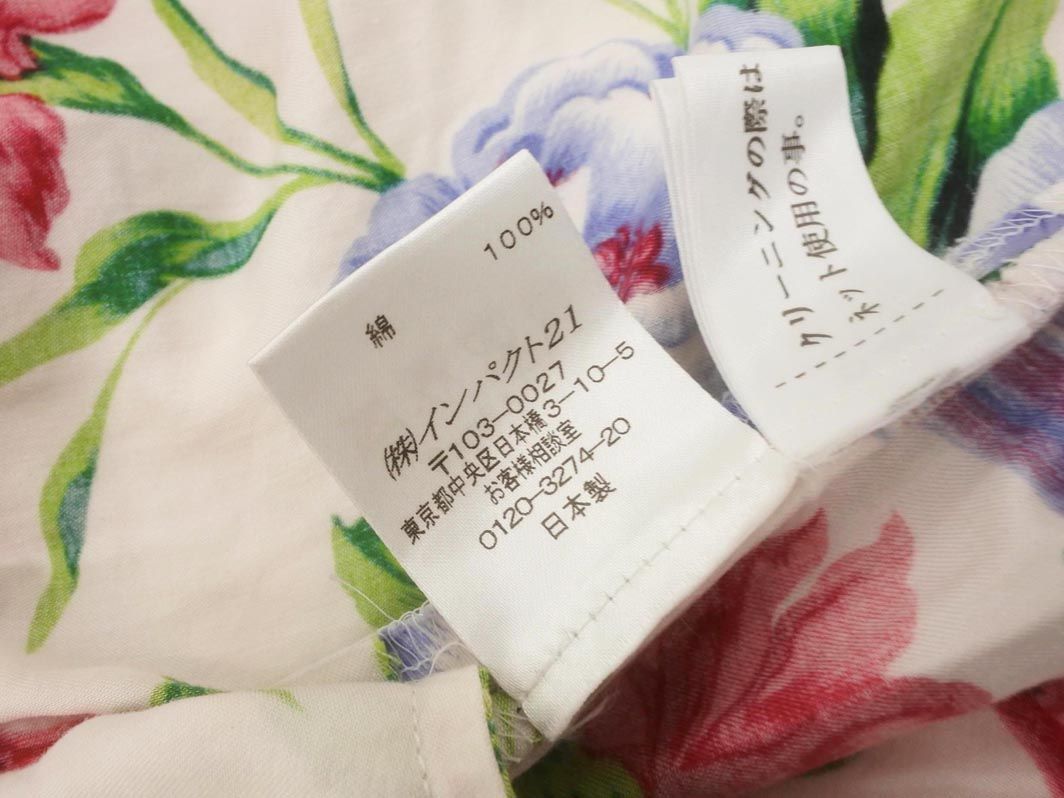 綿 100%
㈱インパクト21
〒103-0027
東京都中央区日本橋3-10-5
お客様相談室
0120-3274-20
日本製
クリーニングの際は
ネット使用の事。